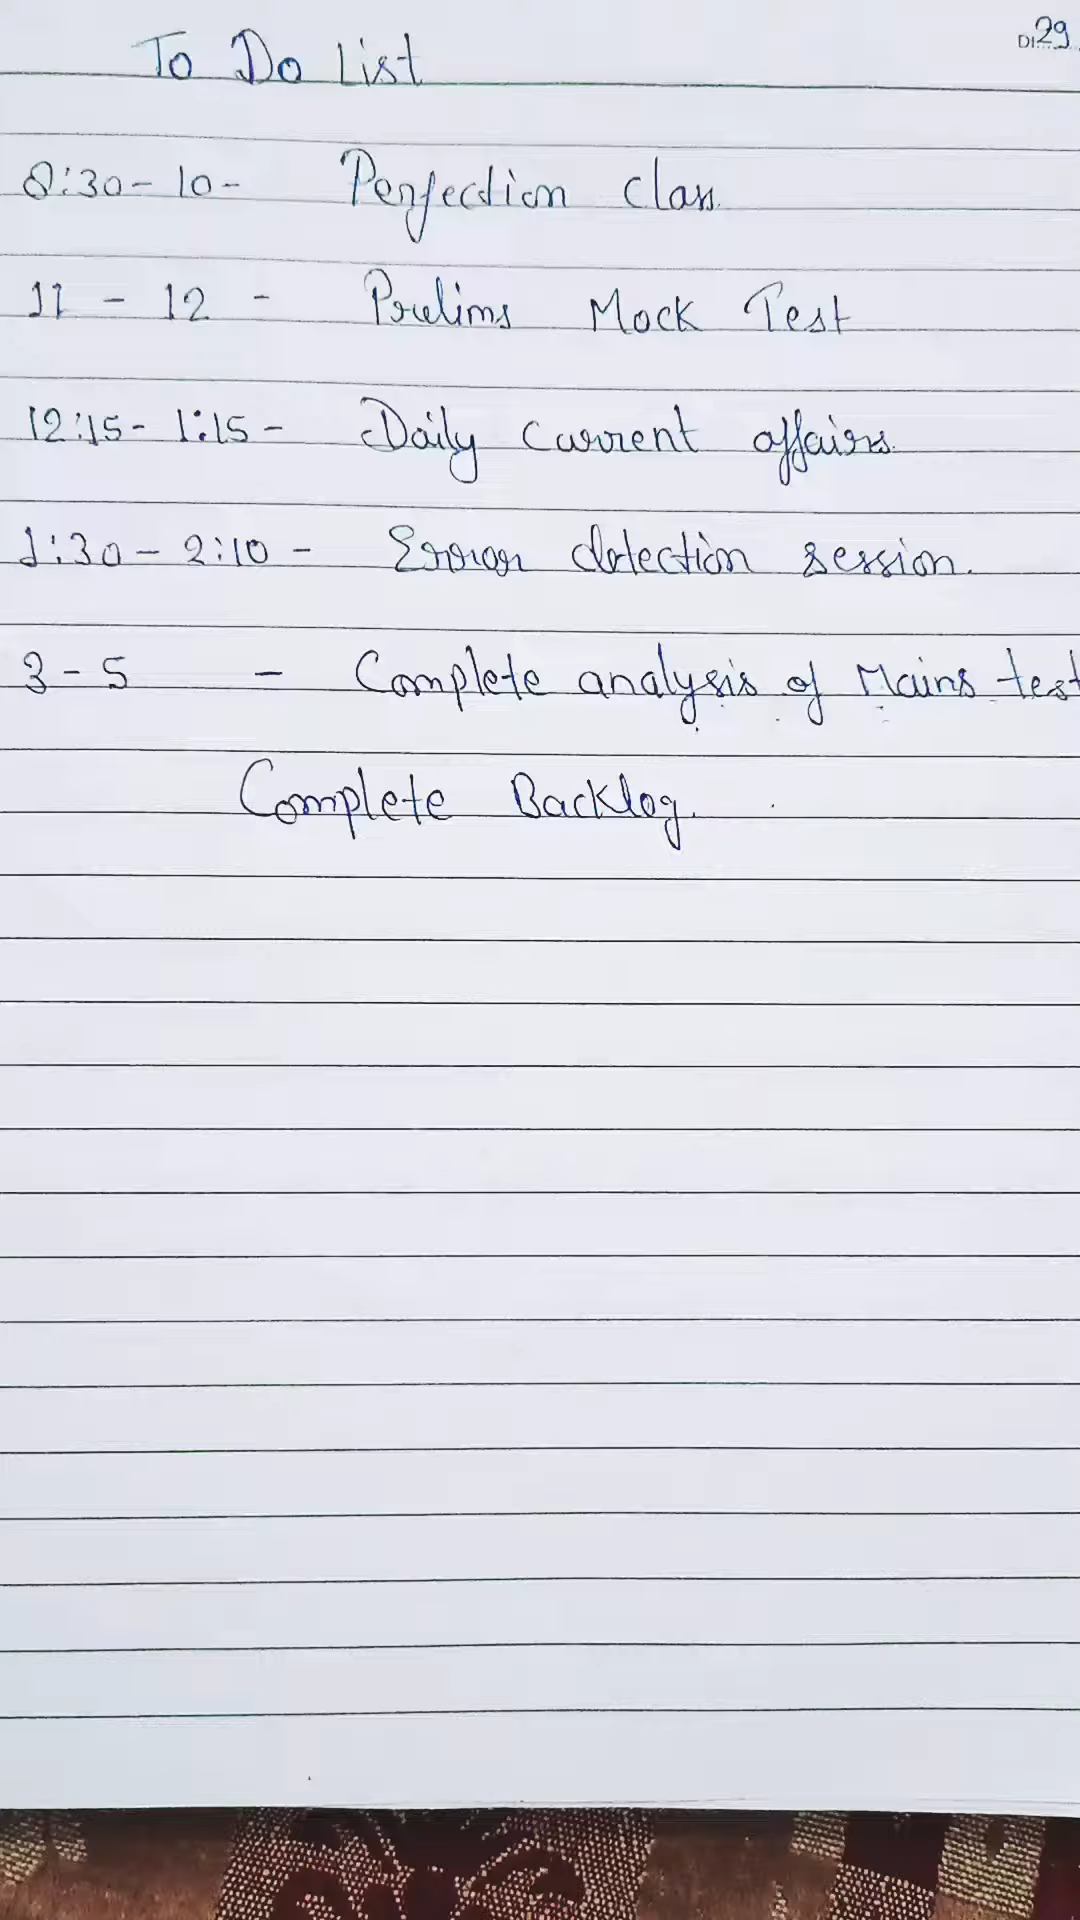 To Do List
29
8:30 - 10 - Perfection Class.
11 - 12 - Prelims Mock Test
12:15 - 1:15 - Daily Current affairs.
1:30 - 2:10 - Error detection session.
3 - 5 - Complete analysis of Mains test
Complete Backlog.